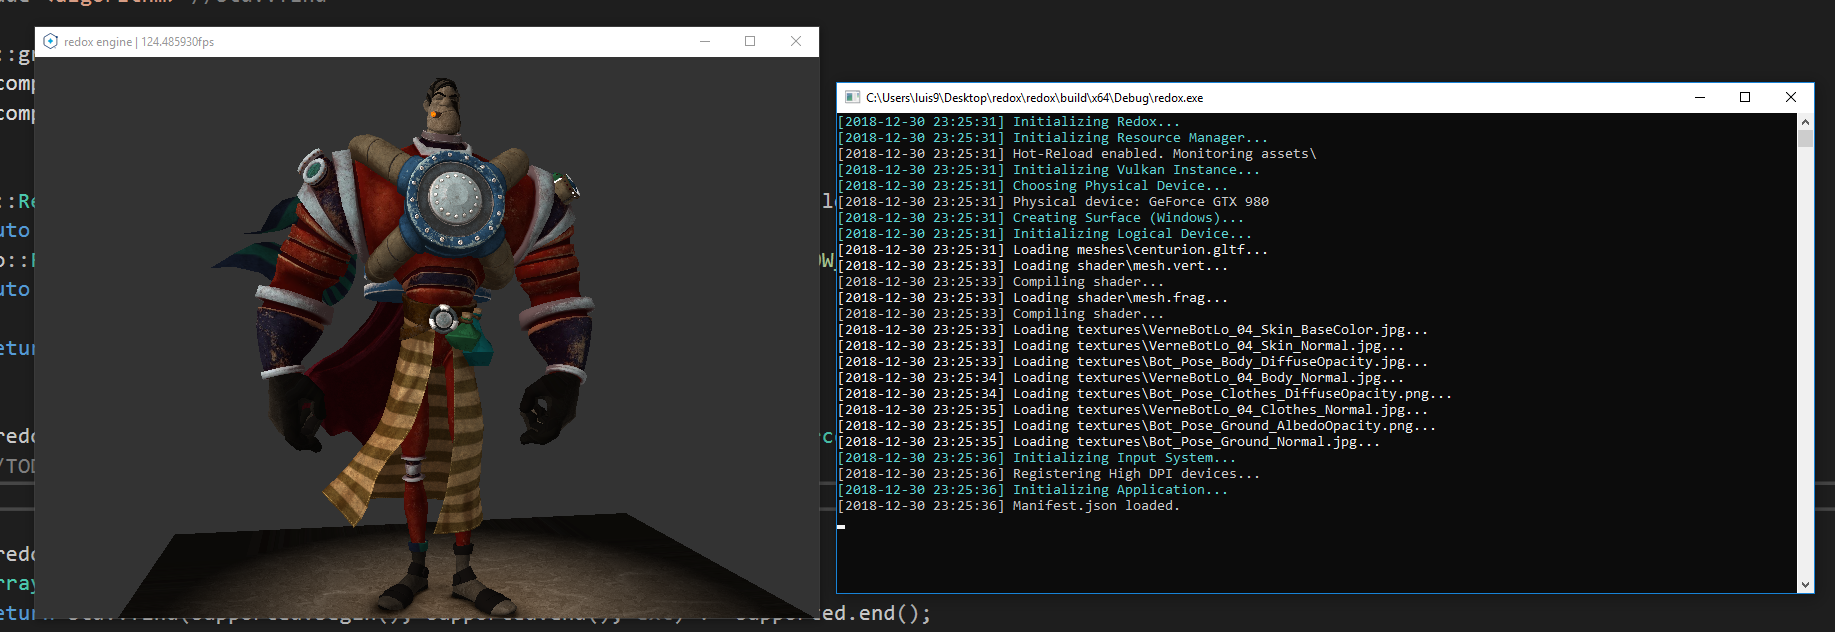 redox engine | 124.485930fps
C:\Users\luis9\Desktop\redox\redox\build\x64\Debug\redox.exe
[2018-12-30 23:25:31] Initializing Redox...
[2018-12-30 23:25:31] Initializing Resource Manager...
[2018-12-30 23:25:31] Hot-Reload enabled. Monitoring assets\
[2018-12-30 23:25:31] Initializing Vulkan Instance...
[2018-12-30 23:25:31] Choosing Physical Device...
[2018-12-30 23:25:31] Physical device: GeForce GTX 980
[2018-12-30 23:25:31] Creating Surface (Windows)...
[2018-12-30 23:25:31] Initializing Logical Device...
[2018-12-30 23:25:31] Loading meshes\centurion.gltf...
[2018-12-30 23:25:33] Loading shader\mesh.vert...
[2018-12-30 23:25:33] Compiling shader...
[2018-12-30 23:25:33] Loading shader\mesh.frag...
[2018-12-30 23:25:33] Compiling shader...
[2018-12-30 23:25:33] Loading textures\VerneBotLo_04_Skin_BaseColor.jpg...
[2018-12-30 23:25:33] Loading textures\VerneBotLo_04_Skin_Normal.jpg...
[2018-12-30 23:25:33] Loading textures\Bot_Pose_Body_DiffuseOpacity.jpg...
[2018-12-30 23:25:34] Loading textures\VerneBotLo_04_Body_Normal.jpg...
[2018-12-30 23:25:34] Loading textures\Bot_Pose_Clothes_DiffuseOpacity.png...
[2018-12-30 23:25:35] Loading textures\VerneBotLo_04_Clothes_Normal.jpg...
[2018-12-30 23:25:35] Loading textures\Bot_Pose_Ground_AlbedoOpacity.png...
[2018-12-30 23:25:35] Loading textures\Bot_Pose_Ground_Normal.jpg...
[2018-12-30 23:25:36] Initializing Input System...
[2018-12-30 23:25:36] Registering High DPI devices...
[2018-12-30 23:25:36] Initializing Application...
[2018-12-30 23:25:36] Manifest.json loaded.
::g
comp
comp
::Re
uto
uto
etur
redo
/TOD
redo
rray
etur
ted.end();